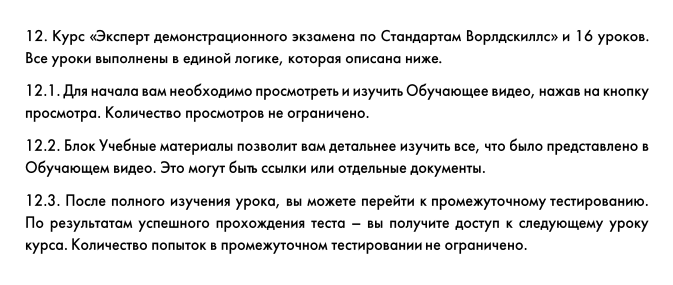 12. Курс «Эксперт демонстрационного экзамена по Стандартам Ворлдскиллс» и 16 уроков.
Все уроки выполнены в единой логике, которая описана ниже.
12.1. Для начала вам необходимо просмотреть и изучить Обучающее видео, нажав на кнопку
просмотра. Количество просмотров не ограничено.
12.2. Блок Учебные материалы позволит вам детальнее изучить все, что было представлено в
Обучающем видео. Это могут быть ссылки или отдельные документы.
12.3. После полного изучения урока, вы можете перейти к промежуточному тестированию.
По результатам успешного прохождения теста – вы получите доступ к следующему уроку
курса. Количество попыток в промежуточном тестировании не ограничено.